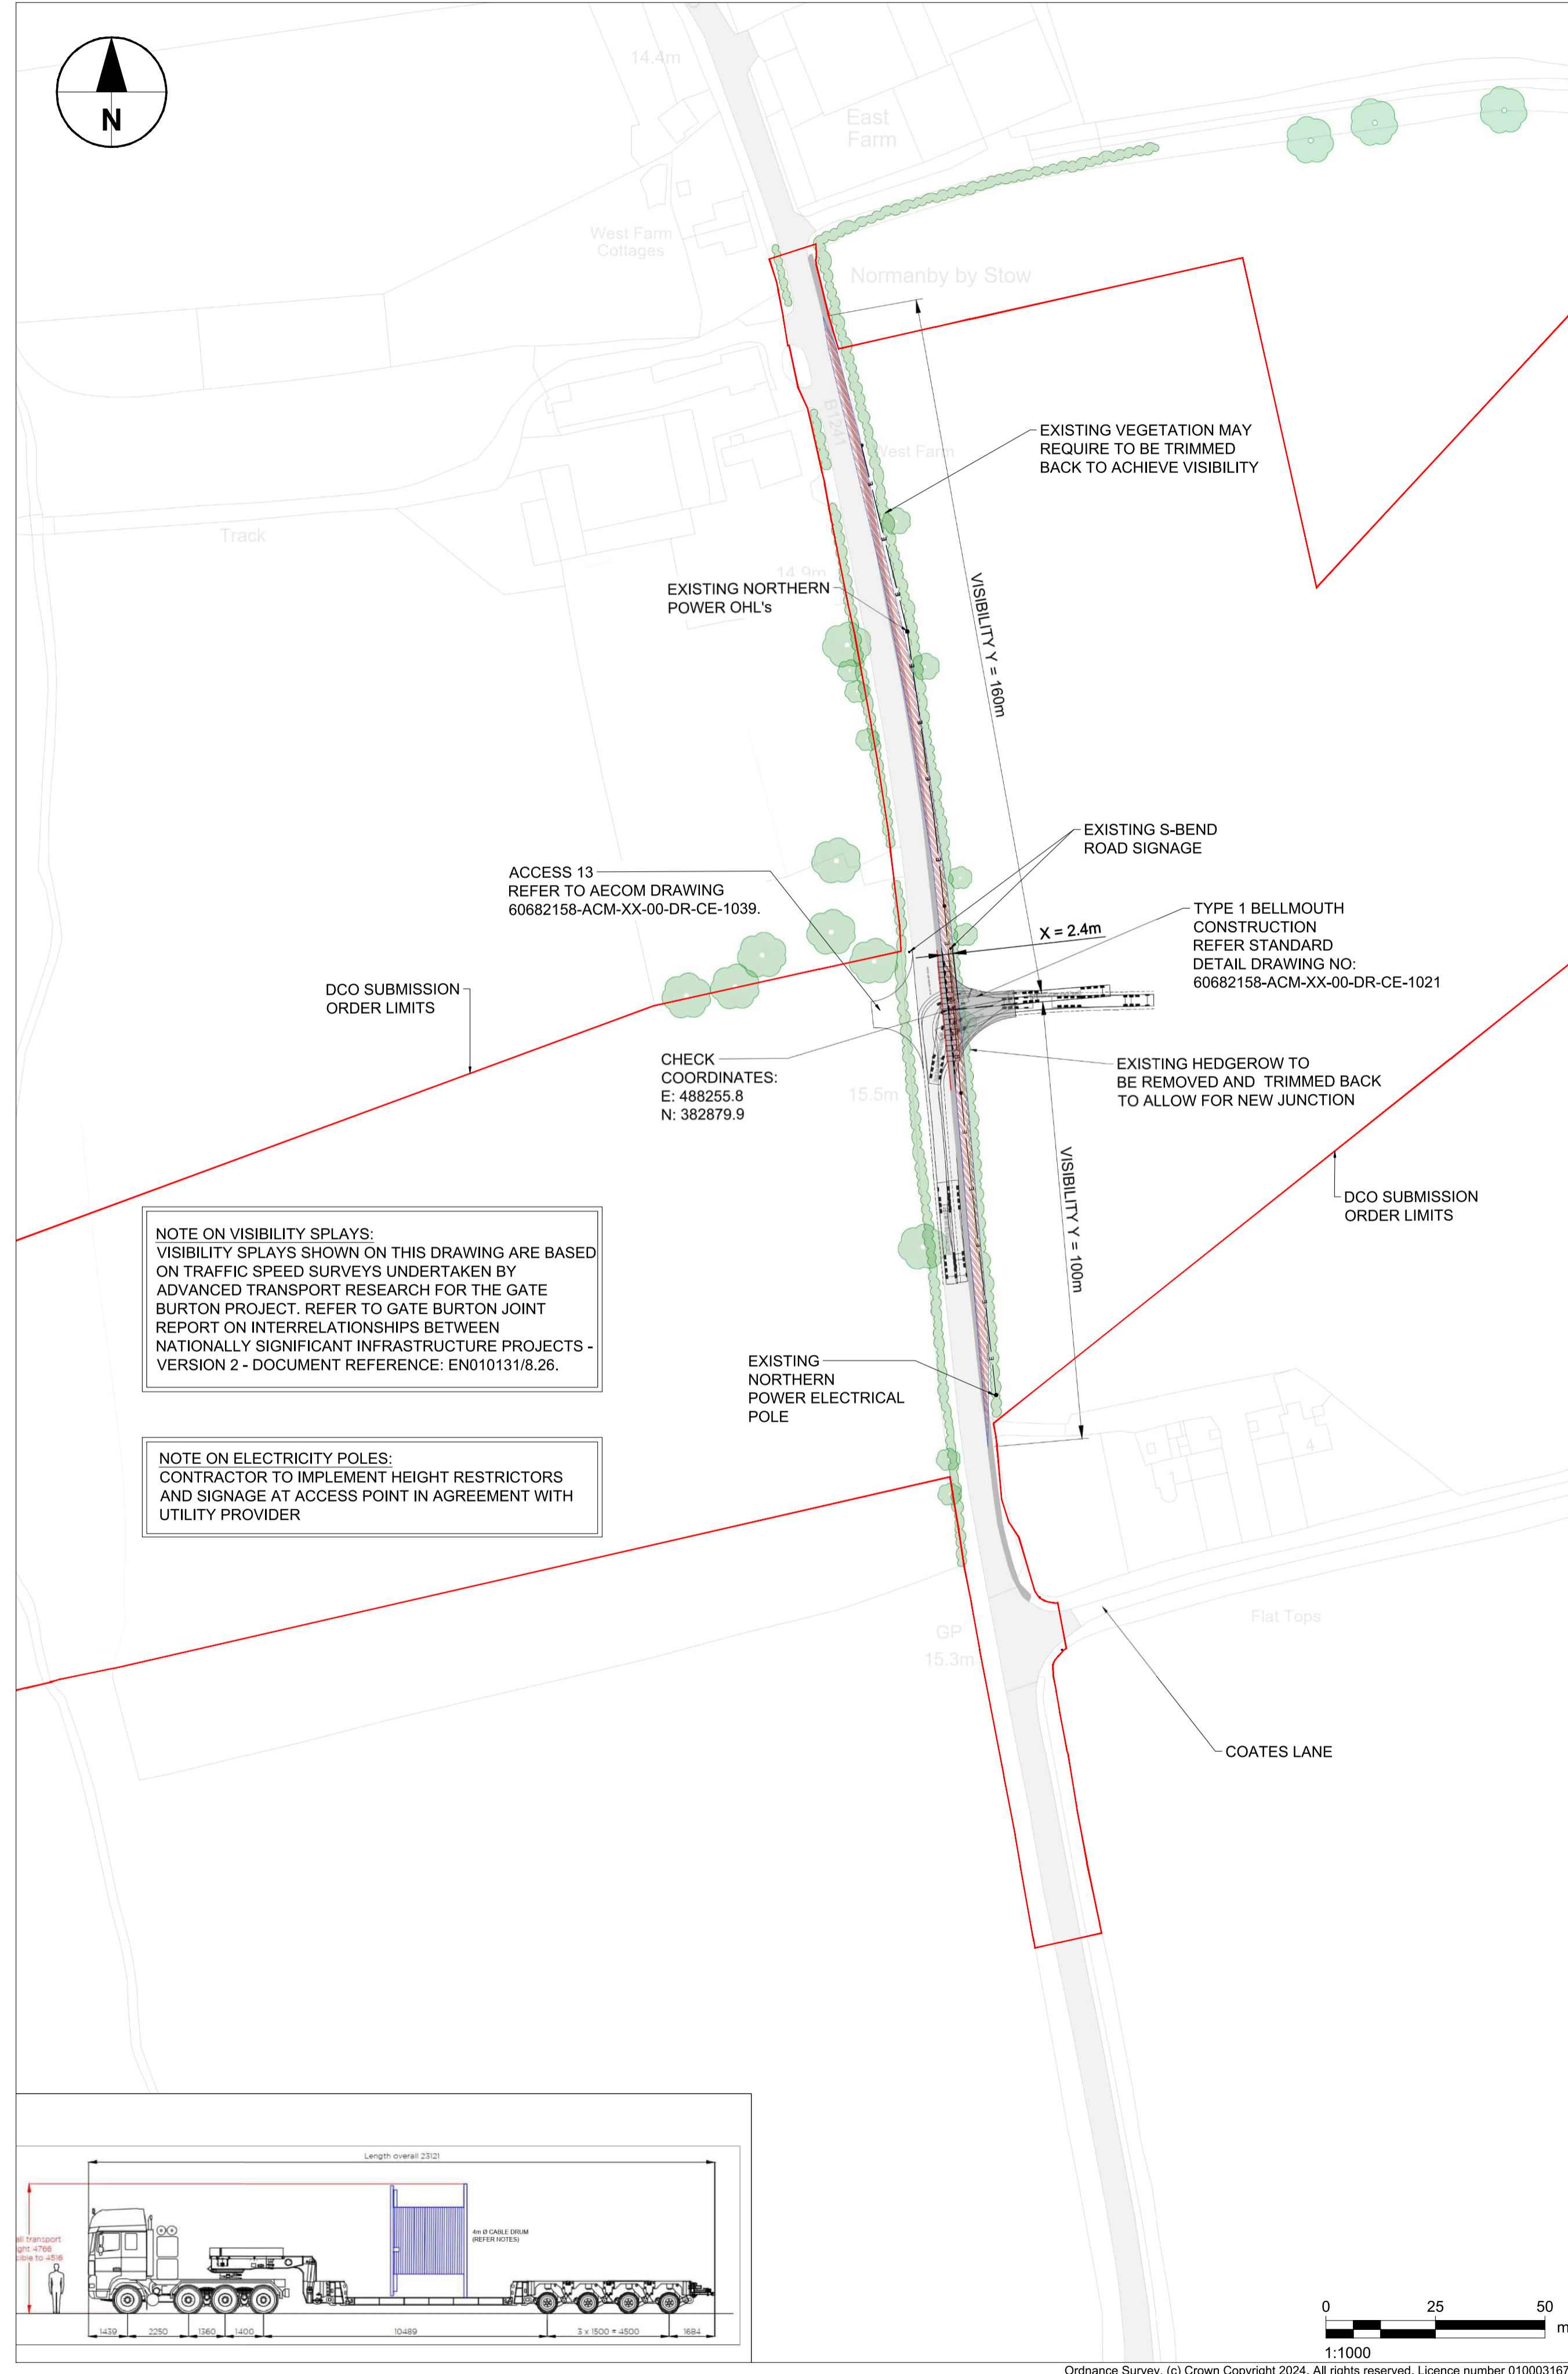 N
14.4m
East
Farm
West Farm
Cottages
Normanby by Stow
B1241
West Farm
Track
14.9m
EXISTING VEGETATION MAY
REQUIRE TO BE TRIMMED
BACK TO ACHIEVE VISIBILITY
EXISTING NORTHERN
POWER OHL's
VISIBILITY Y = 160m
EXISTING S-BEND
ROAD SIGNAGE
ACCESS 13
REFER TO AECOM DRAWING
60682158-ACM-XX-00-DR-CE-1039.
X = 2.4m
TYPE 1 BELLMOUTH
CONSTRUCTION
REFER STANDARD
DETAIL DRAWING NO:
60682158-ACM-XX-00-DR-CE-1021
DCO SUBMISSION
ORDER LIMITS
CHECK
COORDINATES:
E: 488255.8
N: 382879.9
15.5m
EXISTING HEDGEROW TO
BE REMOVED AND TRIMMED BACK
TO ALLOW FOR NEW JUNCTION
VISIBILITY Y = 100m
DCO SUBMISSION
ORDER LIMITS
NOTE ON VISIBILITY SPLAYS:
VISIBILITY SPLAYS SHOWN ON THIS DRAWING ARE BASED
ON TRAFFIC SPEED SURVEYS UNDERTAKEN BY
ADVANCED TRANSPORT RESEARCH FOR THE GATE
BURTON PROJECT. REFER TO GATE BURTON JOINT
REPORT ON INTERRELATIONSHIPS BETWEEN
NATIONALLY SIGNIFICANT INFRASTRUCTURE PROJECTS -
VERSION 2 - DOCUMENT REFERENCE: EN010131/8.26.
EXISTING
NORTHERN
POWER ELECTRICAL
POLE
NOTE ON ELECTRICITY POLES:
CONTRACTOR TO IMPLEMENT HEIGHT RESTRICTORS
AND SIGNAGE AT ACCESS POINT IN AGREEMENT WITH
UTILITY PROVIDER
1
4
Flat Tops
GP
15.3m
COATES LANE
Length overall 23121
4m Ø CABLE DRUM
(REFER NOTES)
all transport
ght 4766
cible to 4516
1439 2250 1360 1400 10489 3 x 1500 = 4500 1684
0 25 50
m
1:1000
Ordnance Survey. (c) Crown Copyright 2024. All rights reserved. Licence number 010003167